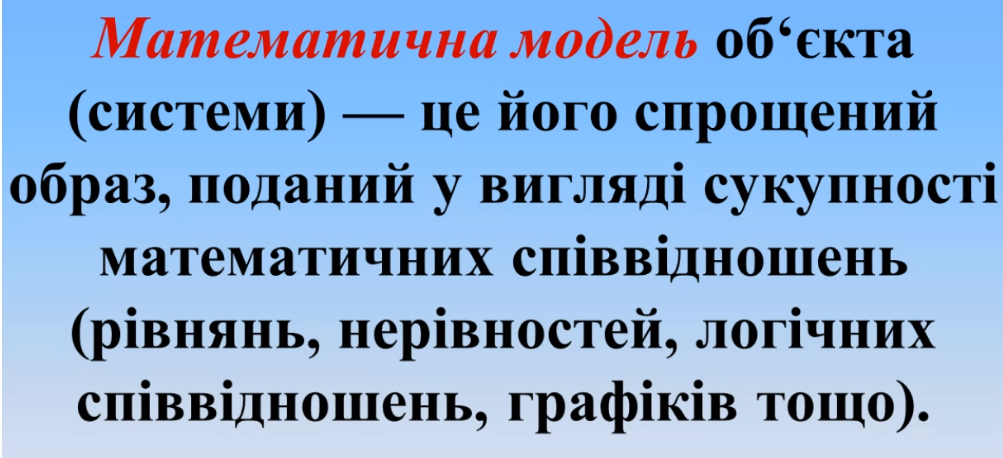 Математична модель об‘єкта
(системи) — це його спрощений
образ, поданий у вигляді сукупності
математичних співвідношень
(рівнянь, нерівностей, логічних
співвідношень, графіків тощо).